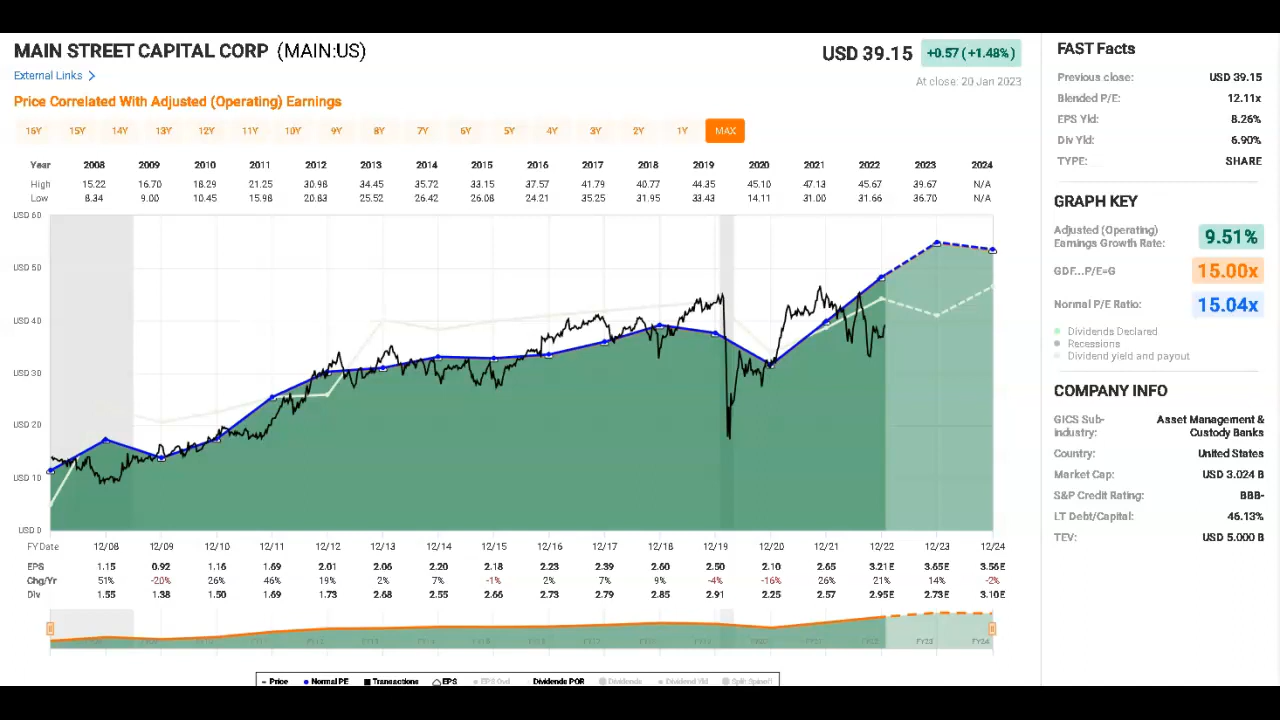 MAIN STREET CAPITAL CORP (MAIN:US)
USD 39.15 +0.57 (+1.48%)
External Links >
At close: 20 Jan 2023
Price Correlated With Adjusted (Operating) Earnings
16Y 15Y 14Y 13Y 12Y 11Y 10Y 9Y 8Y 7Y 6Y 5Y 4Y 3Y 2Y 1Y MAX
Year 2008 2009 2010 2011 2012 2013 2014 2015 2016 2017 2018 2019 2020 2021 2022 2023 2024
High 15.22 16.70 18.29 21.25 30.98 34.45 35.72 33.15 37.57 41.79 40.77 44.35 45.10 47.13 45.67 39.67 N/A
Low 8.34 9.00 10.45 15.98 20.83 25.52 26.42 26.08 24.21 35.25 31.95 33.43 14.11 31.00 31.66 36.70 N/A
USD 60
USD 50
USD 40
USD 30
USD 20
USD 10
USD 0
FY Date 12/08 12/09 12/10 12/11 12/12 12/13 12/14 12/15 12/16 12/17 12/18 12/19 12/20 12/21 12/22 12/23 12/24
EPS 1.15 0.92 1.16 1.69 2.01 2.06 2.20 2.18 2.23 2.39 2.60 2.50 2.10 2.65 3.21E 3.65E 3.56E
Chg/Yr 51% -20% 26% 46% 19% 2% 7% -1% 2% 7% 9% -4% -16% 26% 21% 14% -2%
Div 1.55 1.38 1.50 1.69 1.73 2.68 2.55 2.66 2.73 2.79 2.85 2.91 2.25 2.57 2.95E 2.73E 3.10E
Price Normal PE Transactions EPS EPS Ovd Dividends POR Dividends Dividend Yld Split Spinoff
FAST Facts
Previous close: USD 39.15
Blended P/E: 12.11x
EPS Yld: 8.26%
Div Yld: 6.90%
TYPE: SHARE
GRAPH KEY
Adjusted (Operating)
Earnings Growth Rate: 9.51%
GDF...P/E=G 15.00x
Normal P/E Ratio: 15.04x
Dividends Declared
Recessions
Dividend yield and payout
COMPANY INFO
GICS Sub-
industry: Asset Management &
Custody Banks
Country: United States
Market Cap: USD 3.024 B
S&P Credit Rating: BBB-
LT Debt/Capital: 46.13%
TEV: USD 5.000 B